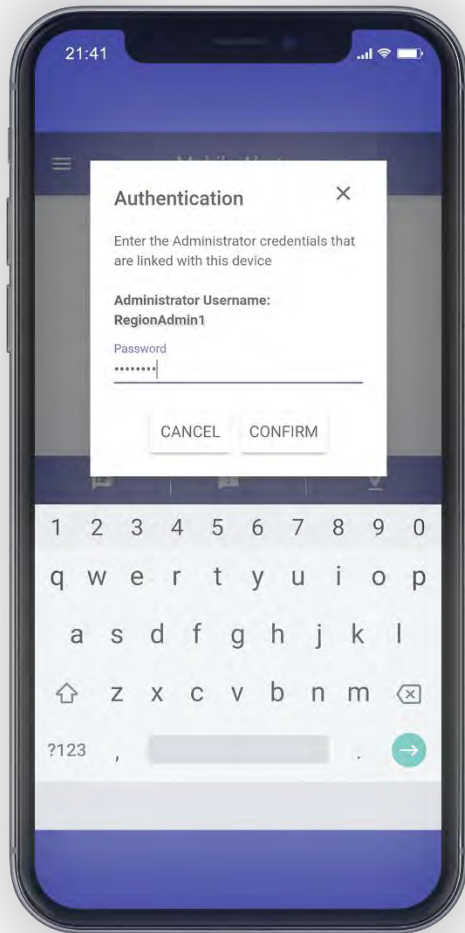 21:41
Authentication
Enter the Administrator credentials that
are linked with this device
Administrator Username:
RegionAdmin1
Password
••••••••
CANCEL CONFIRM
1 2 3 4 5 6 7 8 9 0
q w e r t y u i o p
a s d f g h j k l
z x c v b n m
?123 , .